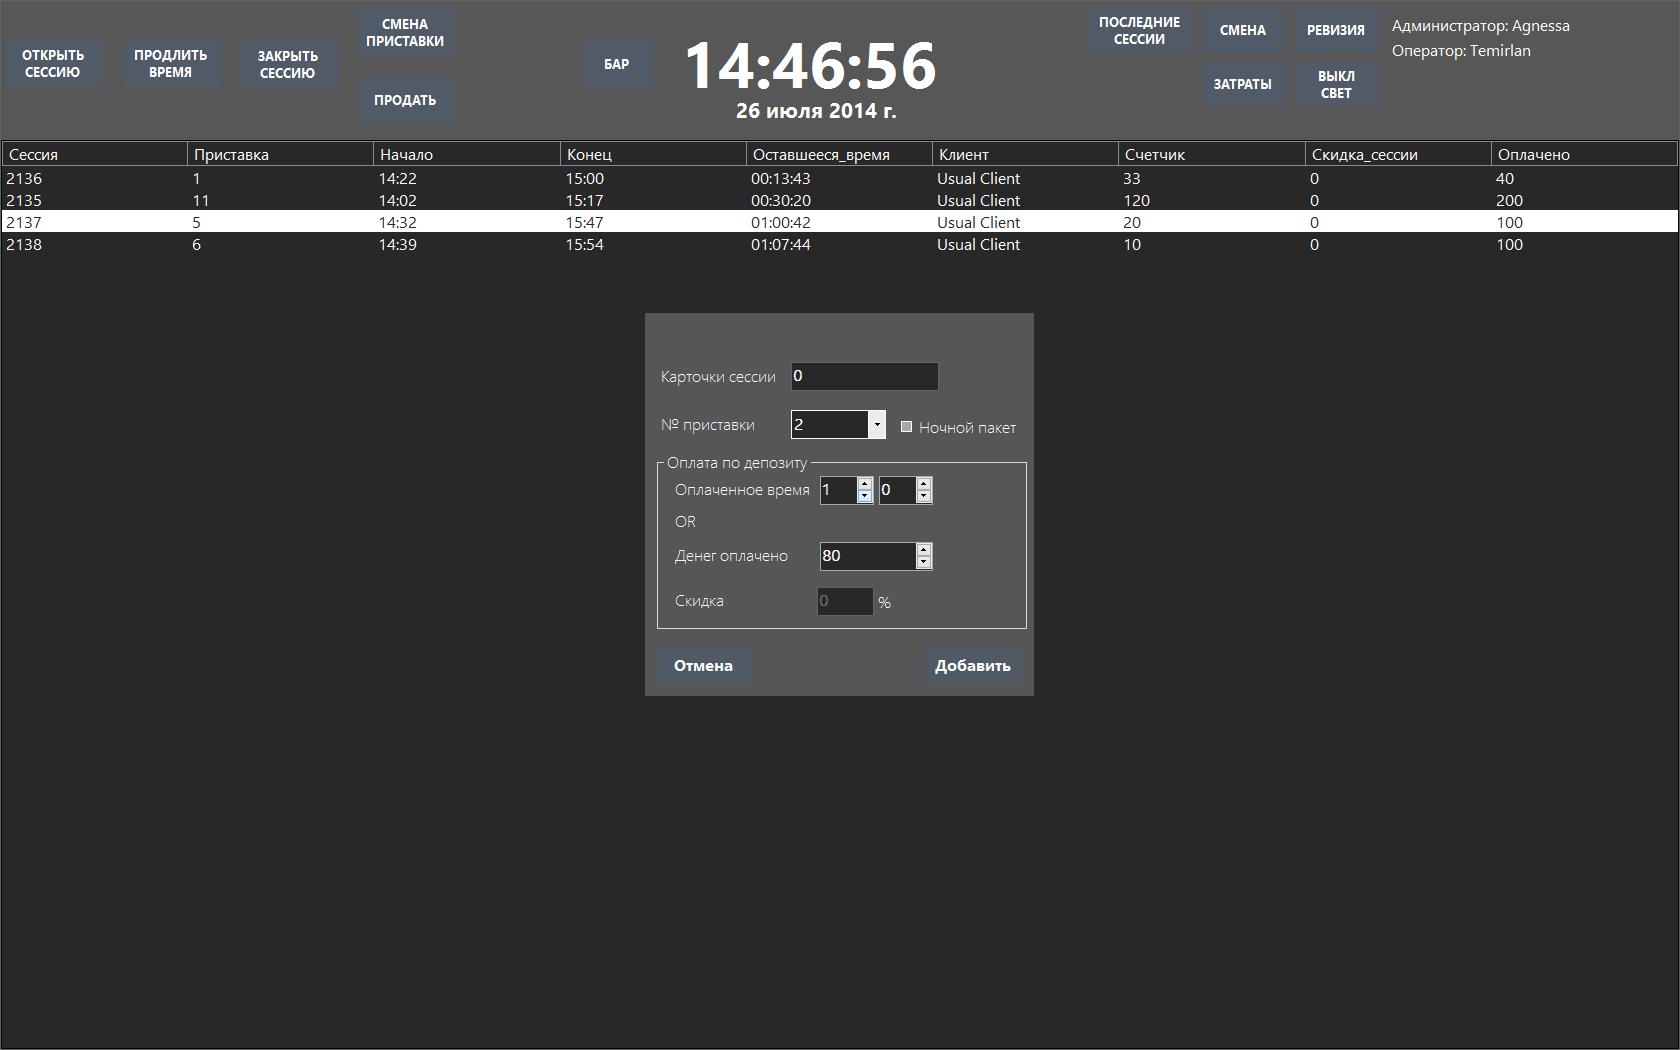 ОТКРЫТЬ
СЕССИЮ
ПРОДЛИТЬ
ВРЕМЯ
ЗАКРЫТЬ
СЕССИЮ
СМЕНА
ПРИСТАВКИ
ПРОДАТЬ
БАР
14:46:56
26 июля 2014 г.
ПОСЛЕДНИЕ
СЕССИИ
СМЕНА
РЕВИЗИЯ
ЗАТРАТЫ
ВЫКЛ
СВЕТ
Администратор: Agnessa
Оператор: Temirlan
Сессия Приставка Начало Конец Оставшееся_время Клиент Счетчик Скидка_сессии Оплачено
2136 1 14:22 15:00 00:13:43 Usual Client 33 0 40
2135 11 14:02 15:17 00:30:20 Usual Client 120 0 200
2137 5 14:32 15:47 01:00:42 Usual Client 20 0 100
2138 6 14:39 15:54 01:07:44 Usual Client 10 0 100
Карточки сессии 0
№ приставки 2 Ночной пакет
Оплата по депозиту
Оплаченное время 1 0
OR
Денег оплачено 80
Скидка 0 %
Отмена Добавить